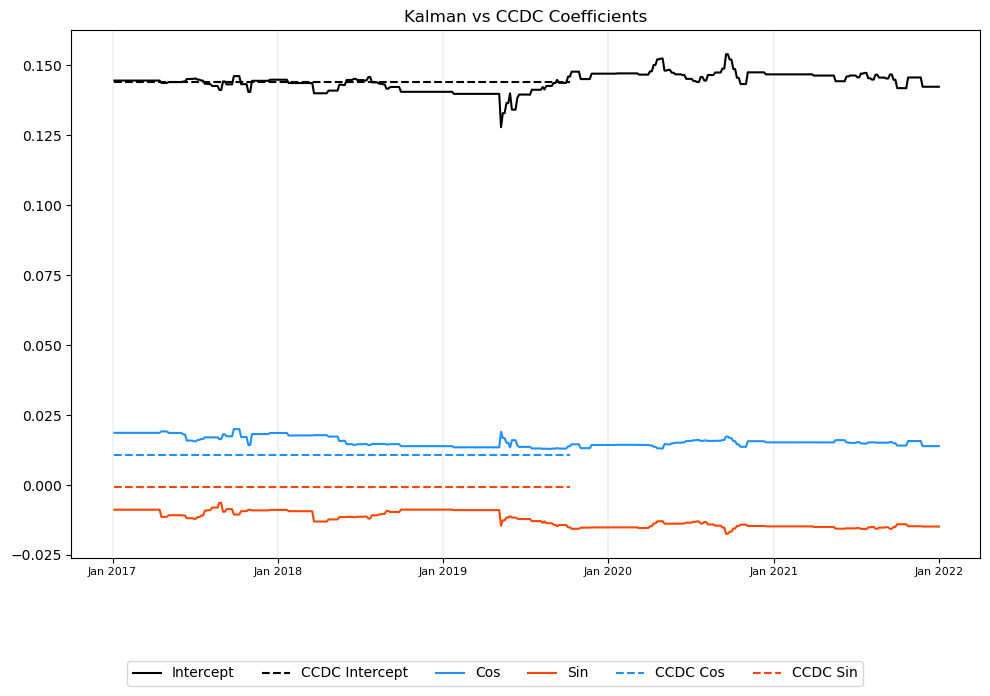 Kalman vs CCDC Coefficients
0.150
0.125
0.100
0.075
0.050
0.025
0.000
−0.025
Jan 2017 Jan 2018 Jan 2019 Jan 2020 Jan 2021 Jan 2022
Intercept CCDC Intercept Cos Sin CCDC Cos CCDC Sin